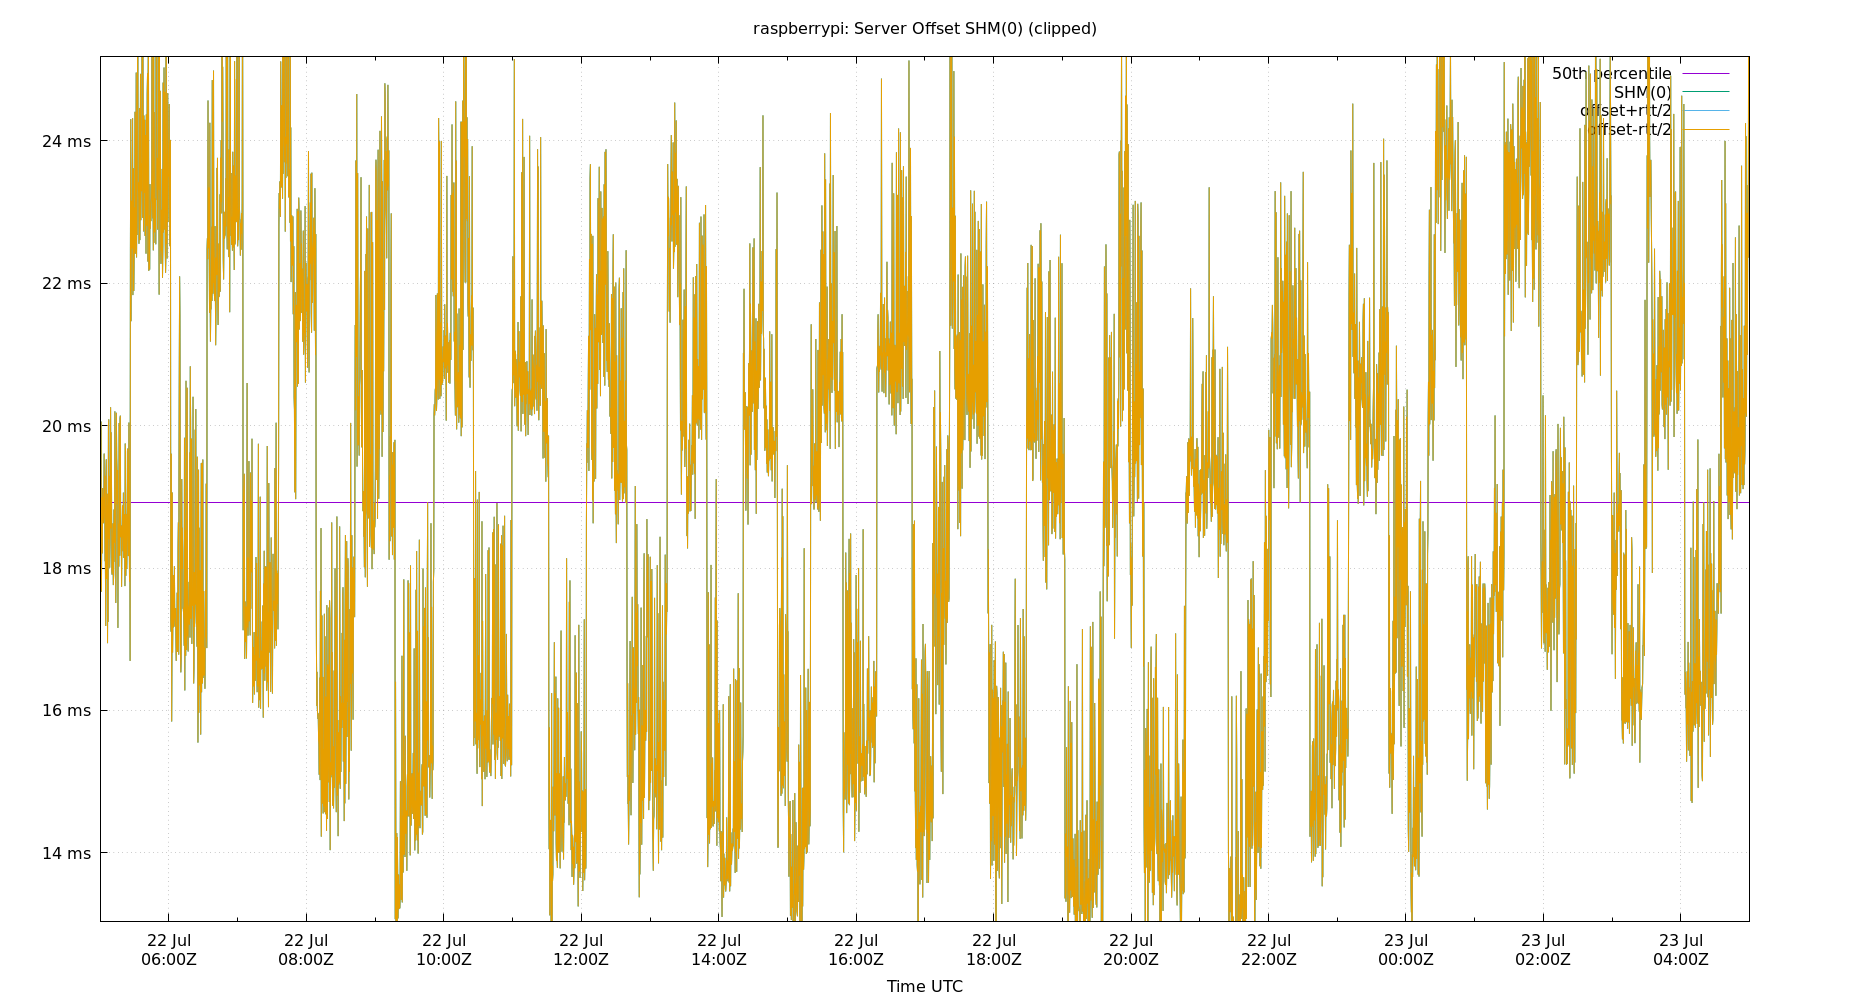 raspberrypi: Server Offset SHM(0) (clipped)
50th percentile
SHM(0)
offset+rtt/2
offset-rtt/2
24 ms
22 ms
20 ms
18 ms
16 ms
14 ms
22 Jul 22 Jul 22 Jul 22 Jul 22 Jul 22 Jul 22 Jul 22 Jul 22 Jul 23 Jul 23 Jul 23 Jul
06:00Z 08:00Z 10:00Z 12:00Z 14:00Z 16:00Z 18:00Z 20:00Z 22:00Z 00:00Z 02:00Z 04:00Z
Time UTC